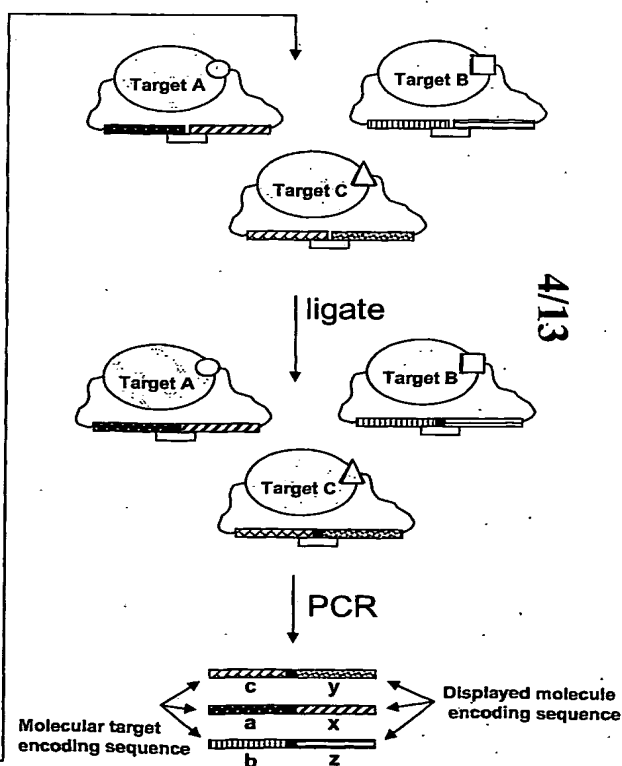 Target A
Target B
Target C
4/13
ligate
Target A
Target B
Target C
PCR
c y
a x
b z
Molecular target
encoding sequence
Displayed molecule
encoding sequence